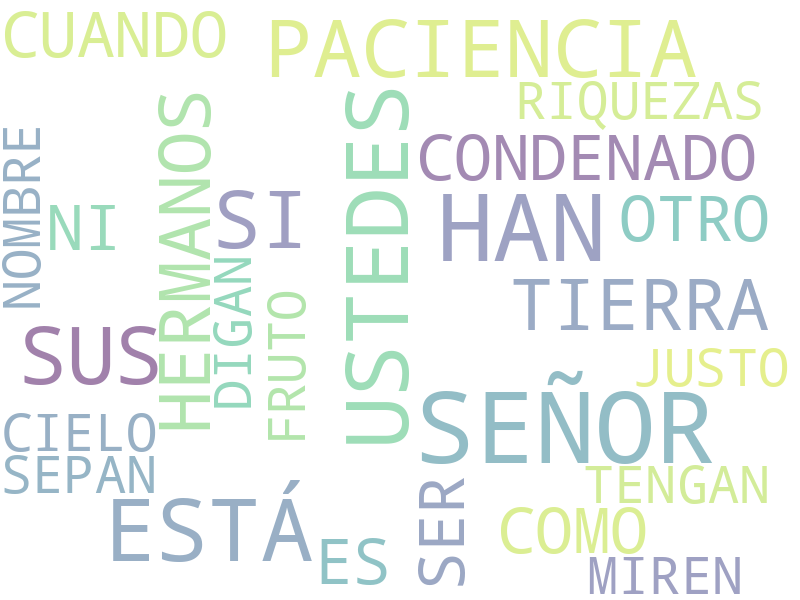 CUANDO
PACIENCIA
RIQUEZAS
NOMBRE
HERMANOS
USTEDES
CONDENADO
NI
SI
HAN
OTRO
DIGAN
FRUTO
TIERRA
SUS
JUSTO
CIELO
SEÑOR
SEPAN
TENGAN
ESTÁ
SER
COMO
ES
MIREN